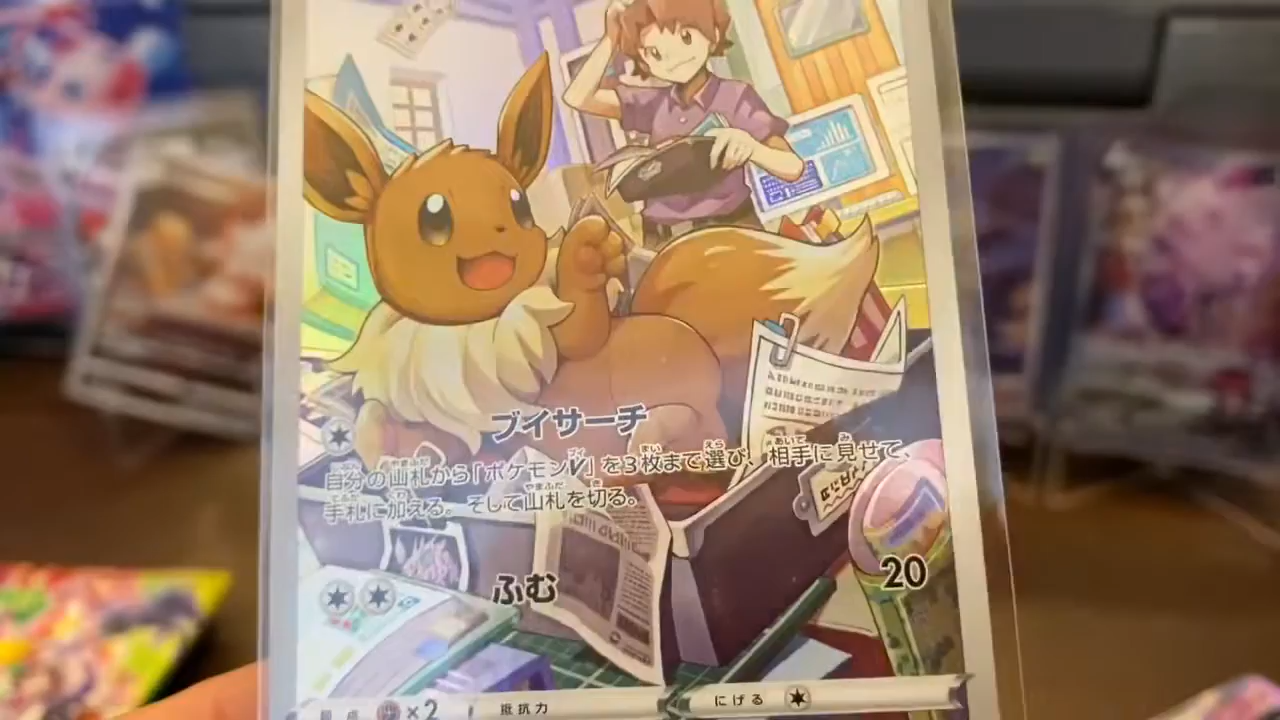 ブイサーチ
自分の山札から「ポケモンV」を3枚まで選び、相手に見せて、
手札に加える。そして山札を切る。
ふむ 20
弱点 ×2 抵抗力 にげる